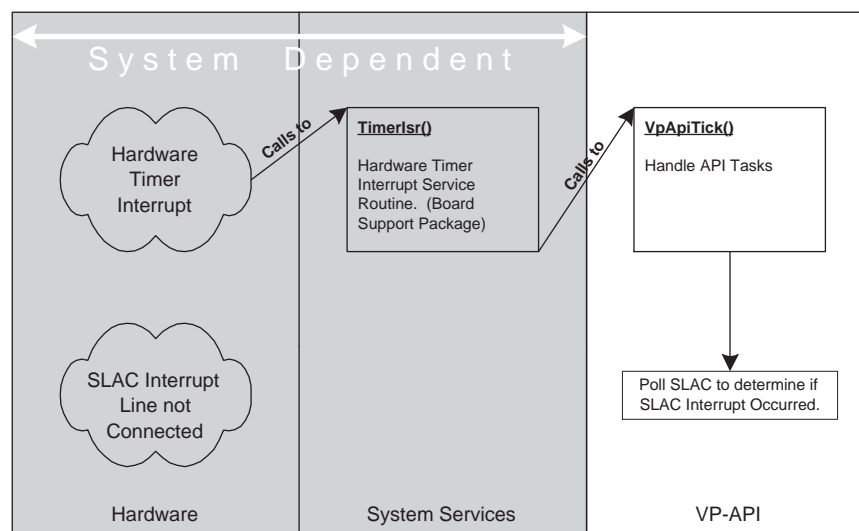 System Dependent
Hardware
Timer
Interrupt
Calls to
TimerIsr()
Hardware Timer
Interrupt Service
Routine. (Board
Support Package)
Calls to
VpApiTick()
Handle API Tasks
SLAC Interrupt
Line not
Connected
Poll SLAC to determine if
SLAC Interrupt Occurred.
Hardware
System Services
VP-API